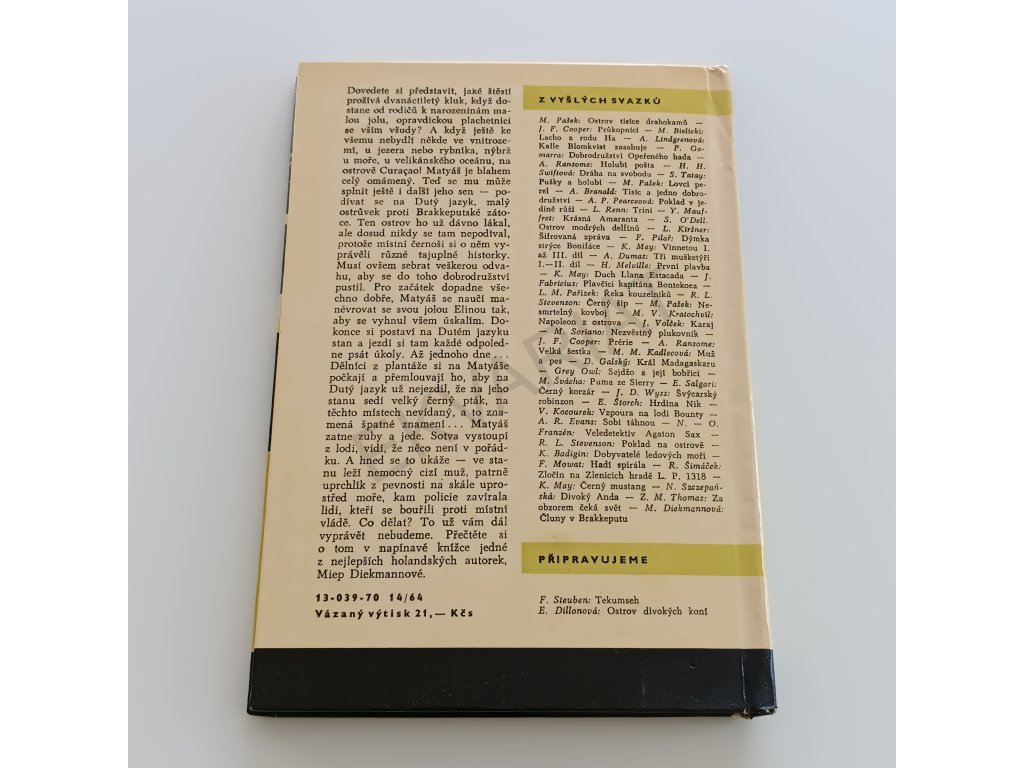 Dovedete si představit, jaké štěstí
prožívá dvanáctiletý kluk, když do-
stane od rodičů k narozeninám ma-
lou jolu, opravdickou plachetnici
se vším všudy? A když ještě ke
všemu nebydlí někde ve vnitroze-
mí, u jezera nebo rybníka, nýbrž
u moře, u velikánského oceánu, na
ostrově Curaçao! Matyáš je blahem
celý omámený. Teď se mu může
splnit ještě i další jeho sen — po-
dívat se na Dutý jazyk, malý
ostrůvek proti Brakkeputské záto-
ce. Ten ostrov ho už dávno lákal,
ale dosud nikdy se tam nepodíval,
protože místní černoši si o něm vy-
právěli různé tajuplné historky.
Musí ovšem sebrat veškerou odva-
hu, aby se do toho dobrodružství
pustil. Pro začátek dopadne vše-
chno dobře, Matyáš se naučí ma-
névrovat se svou jolou Elinou tak,
aby se vyhnul všem úskalím. Do-
konce si postaví na Dutém jazyku
stan a jezdí si tam každé odpoled-
ne psát úkoly. Až jednoho dne...
Dělníci z plantáže si na Matyáše
počkají a přemlouvají ho, aby na
Dutý jazyk už nejezdil, že na jeho
stanu sedí velký černý pták, na
těchto místech nevídaný, a to zna-
mená špatné znamení... Matyáš
zatne zuby a jede. Sotva vystoupí
z lodi, vidí, že něco není v pořád-
ku. A hned se to ukáže — ve sta-
nu leží nemocný cizí muž, patrně
uprchlík z pevnosti na skále upro-
střed moře, kam policie zavírala
lidi, kteří se bouřili proti místní
vládě. Co dělat? To už vám dál
vyprávět nebudeme. Přečtěte si
o tom v napínavé knížce jedné
z nejlepších holandských autorek,
Miep Diekmannové.
13-039-70 14/64
Vázaný výtisk 21,— Kčs
Z VYŠLÝCH SVAZKŮ
M. Pašek: Ostrov tisíce drahokamů —
J. F. Cooper: Průkopníci — M. Bielicki:
Lacho z rodu Ha — A. Lindgrenová:
Kalle Blomkvist zasahuje — P. Ga-
marra: Dobrodružství Opeřeného hada —
A. Ransome: Holubí pošta — H. H.
Swiftová: Dráha na svobodu — S. Tatay:
Pušky a holubi — M. Pašek: Lovci pe-
rel — A. Branald: Tisíc a jedno dobro-
družství — A. P. Pearceová: Poklad v je-
diné růži — L. Renn: Trini — Y. Mauf-
fret: Krásná Amaranta — S. O'Dell.
Ostrov modrých delfínů — L. Kiržner:
Šifrovaná zpráva — F. Pilař: Dýmka
strýce Bonifáce — K. May: Vinnetou I.
až III. díl — A. Dumas: Tři mušketýři
I.—II. díl — H. Melville: První plavba
— K. May: Duch Llana Estacada — J.
Fabricius: Plavčíci kapitána Bontekoea —
L. M. Pařízek: Řeka kouzelníků — R. L.
Stevenson: Černý šíp — M. Pašek: Ne-
smrtelný kovboj — M. V. Kratochvíl:
Napoleon z ostrova — J. Volček: Karaj
— M. Soriano: Nezvěstný plukovník —
J. F. Cooper: Prérie — A. Ransome:
Velká šestka — M. M. Kadlecová: Muž
a pes — D. Galský: Král Madagaskaru
— Grey Owl: Sejdžo a její bobříci —
M. Švácha: Puma ze Sierry — E. Salgari:
Černý korzár — J. D. Wyss: Švýcarský
robinzon — E. Štorch: Hrdina Nik —
V. Kocourek: Vzpoura na lodi Bounty —
A. R. Evans: Sobi táhnou — N. — O.
Franzén: Veledetektiv Agaton Sax —
R. L. Stevenson: Poklad na ostrově —
K. Badigin: Dobyvatelé ledových moří —
F. Mowat: Hadí spirála — R. Šimáček:
Zločin na Zlenicích hradě L. P. 1318 —
K. May: Černý mustang — N. Szczepań-
ská: Divoký Anda — Z. M. Thomas: Za
obzorem čeká svět — M. Diekmannová:
Čluny v Brakkeputu
PŘIPRAVUJEME
F. Steuben: Tekumseh
E. Dillonová: Ostrov divokých koní